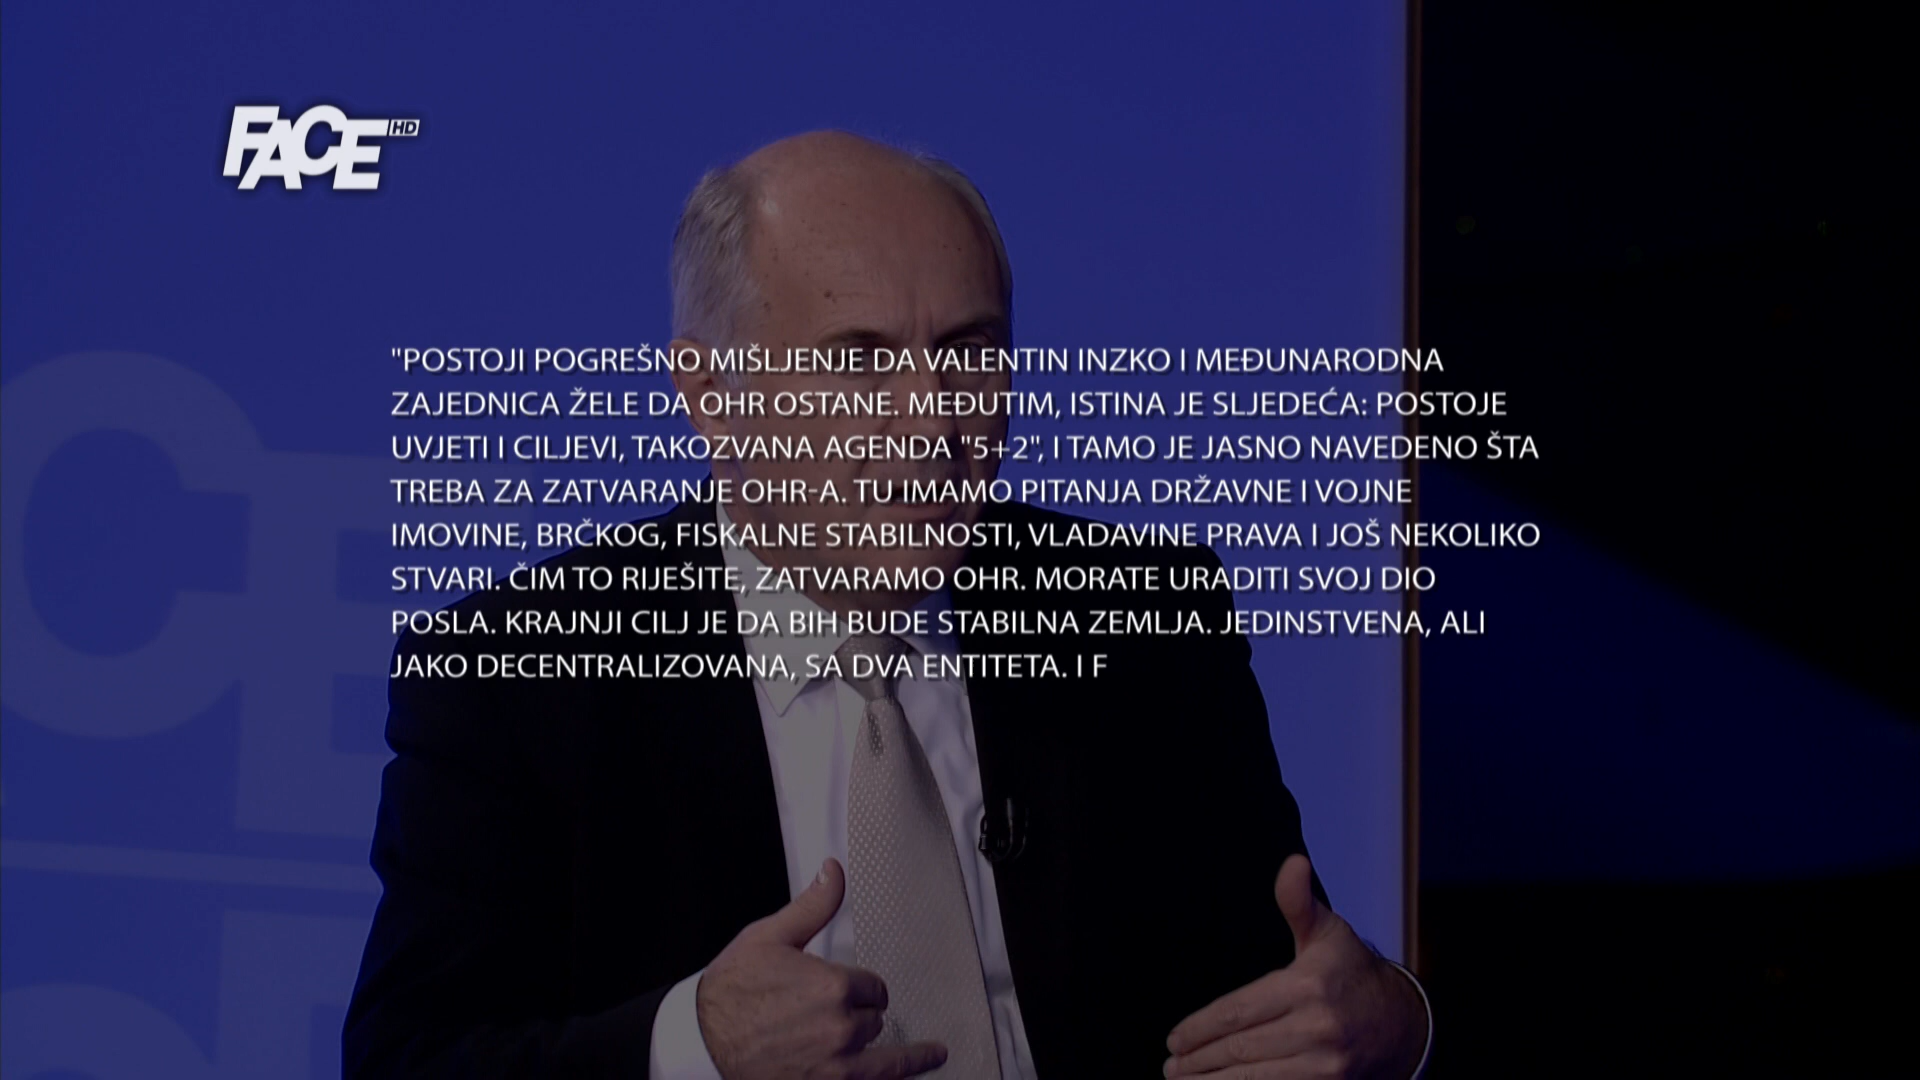 FACE HD
"POSTOJI POGREŠNO MIŠLJENJE DA VALENTIN INZKO I MEĐUNARODNA
ZAJEDNICA ŽELE DA OHR OSTANE. MEĐUTIM, ISTINA JE SLJEDEĆA: POSTOJE
UVJETI I CILJEVI, TAKOZVANA AGENDA "5+2", I TAMO JE JASNO NAVEDENO ŠTA
TREBA ZA ZATVARANJE OHR-A. TU IMAMO PITANJA DRŽAVNE I VOJNE
IMOVINE, BRČKOG, FISKALNE STABILNOSTI, VLADAVINE PRAVA I JOŠ NEKOLIKO
STVARI. ČIM TO RIJEŠITE, ZATVARAMO OHR. MORATE URADITI SVOJ DIO
POSLA. KRAJNJI CILJ JE DA BIH BUDE STABILNA ZEMLJA. JEDINSTVENA, ALI
JAKO DECENTRALIZOVANA, SA DVA ENTITETA. I F